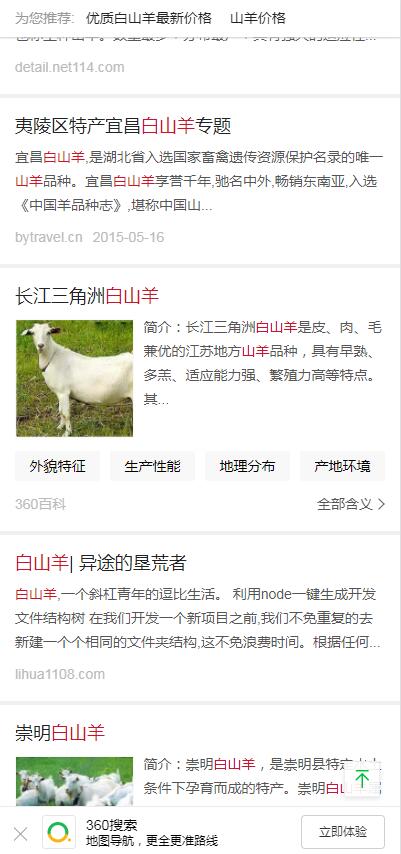 为您推荐: 优质白山羊最新价格 山羊价格
detail.net114.com
夷陵区特产宜昌白山羊专题
宜昌白山羊,是湖北省入选国家畜禽遗传资源保护名录的唯一
山羊品种。宜昌白山羊享誉千年,驰名中外,畅销东南亚,入选
《中国羊品种志》,堪称中国山...
bytravel.cn 2015-05-16
长江三角洲白山羊
简介：长江三角洲白山羊是皮、肉、毛
兼优的江苏地方山羊品种，具有早熟、
多羔、适应能力强、繁殖力高等特点。
其...
外貌特征 生产性能 地理分布 产地环境
360百科 全部含义
白山羊| 异途的垦荒者
白山羊,一个斜杠青年的逗比生活。 利用node一键生成开发
文件结构树 在我们开发一个新项目之前,我们不免重复的去
新建一个个相同的文件夹结构,这不免浪费时间。根据任何...
lihua1108.com
崇明白山羊
简介：崇明白山羊，是崇明县特定水土
条件下孕育而成的特产。崇明白山羊属
360搜索
地图导航，更全更准路线
立即体验